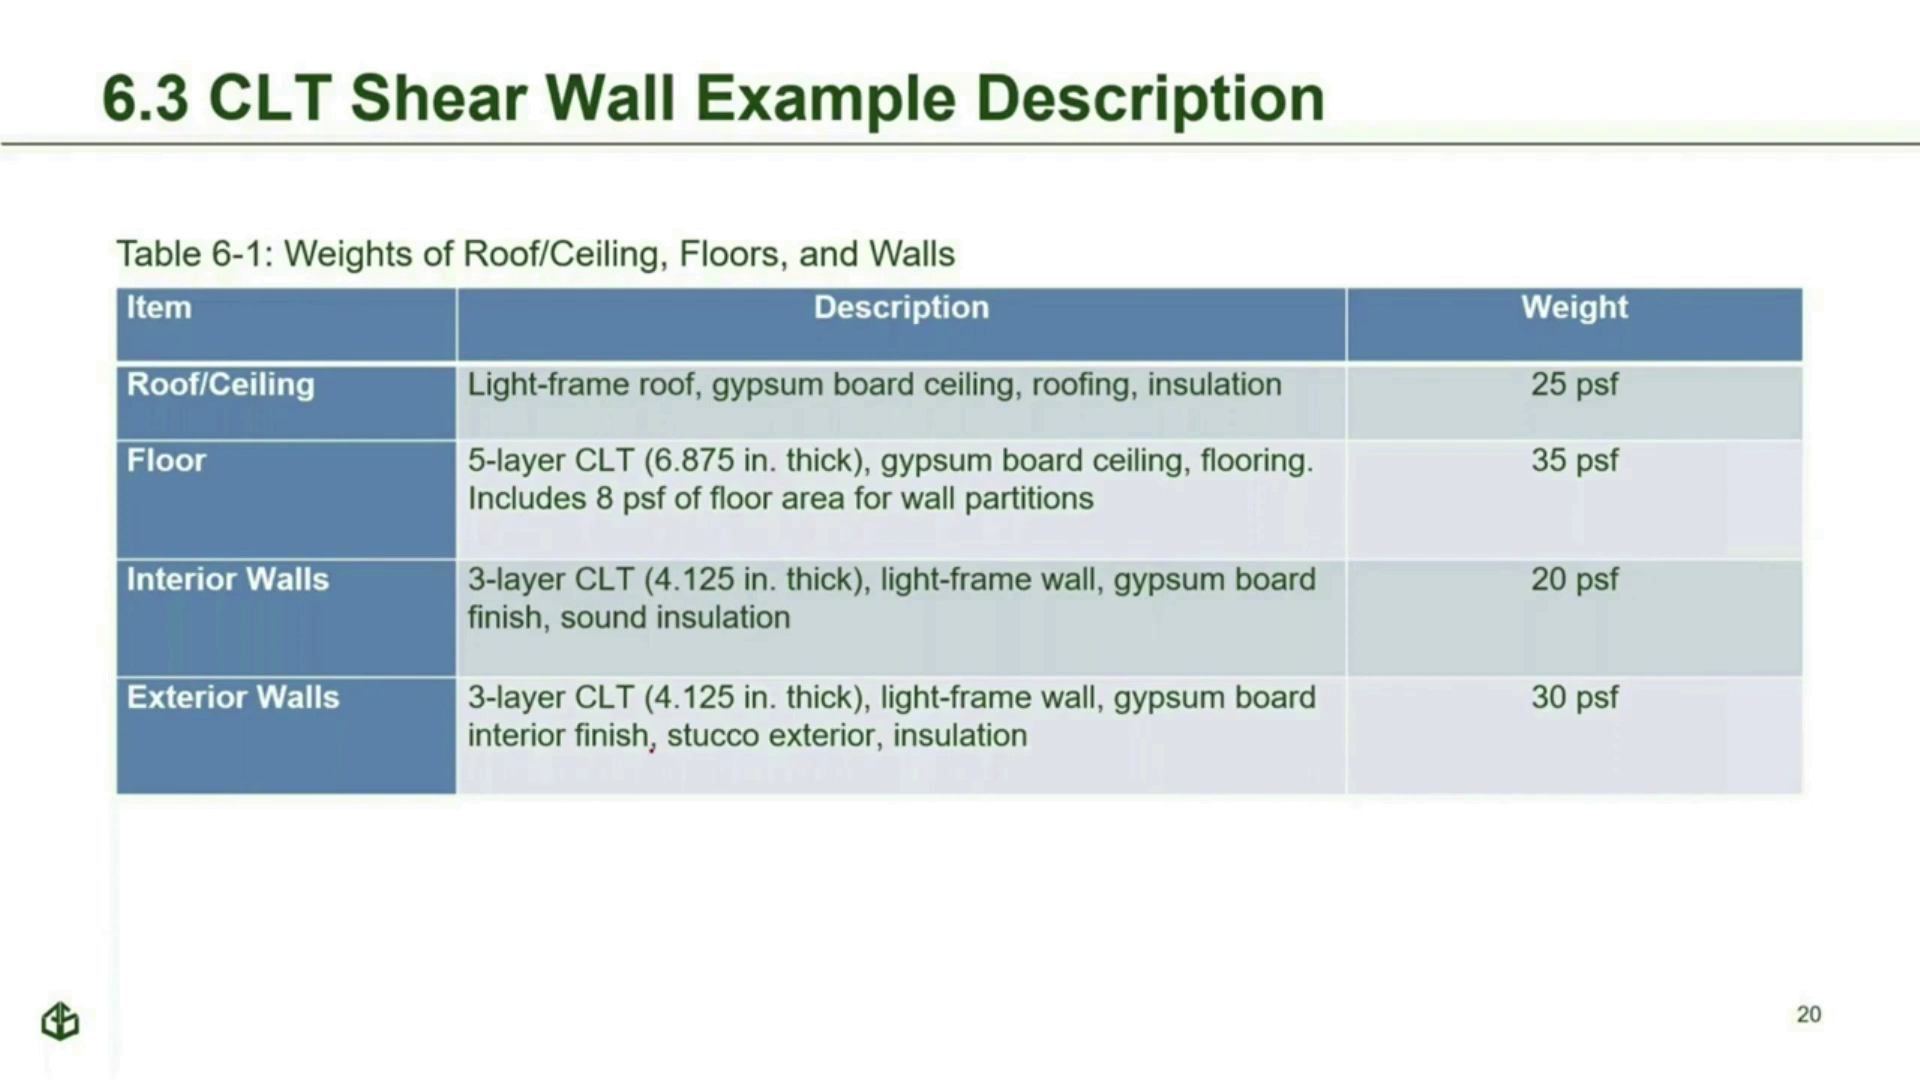 6.3 CLT Shear Wall Example Description
Table 6-1: Weights of Roof/Ceiling, Floors, and Walls
Item Description Weight
Roof/Ceiling Light-frame roof, gypsum board ceiling, roofing, insulation 25 psf
Floor 5-layer CLT (6.875 in. thick), gypsum board ceiling, flooring. 35 psf
Includes 8 psf of floor area for wall partitions
Interior Walls 3-layer CLT (4.125 in. thick), light-frame wall, gypsum board 20 psf
finish, sound insulation
Exterior Walls 3-layer CLT (4.125 in. thick), light-frame wall, gypsum board 30 psf
interior finish, stucco exterior, insulation
20